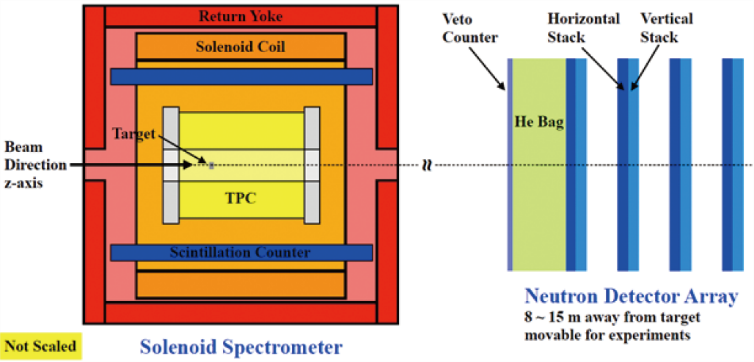 Return Yoke
Solenoid Coil
Target
Beam
Direction
z-axis
TPC
Scintillation Counter
Not Scaled
Solenoid Spectrometer
≈
Veto
Counter
Horizontal
Stack
Vertical
Stack
He Bag
Neutron Detector Array
8 ~ 15 m away from target
movable for experiments